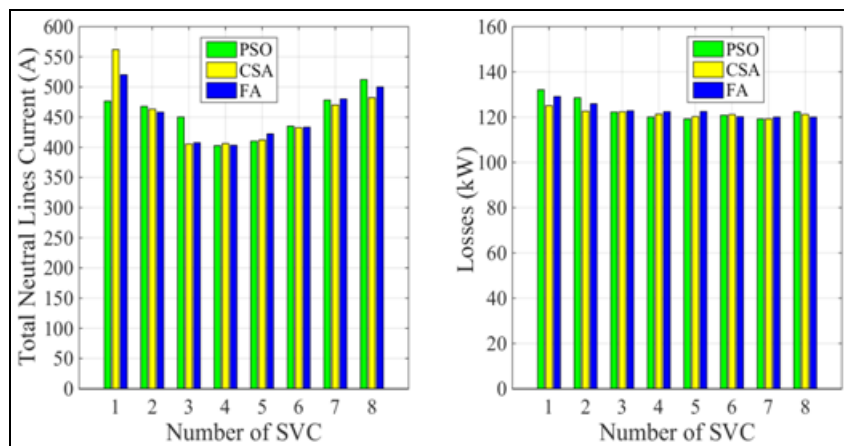 600
550
500
450
400
350
300
250
200
150
100
50
0
Total Neutral Lines Current (A)
PSO
CSA
FA
1 2 3 4 5 6 7 8
Number of SVC
160
140
120
100
80
60
40
20
0
Losses (kW)
PSO
CSA
FA
1 2 3 4 5 6 7 8
Number of SVC